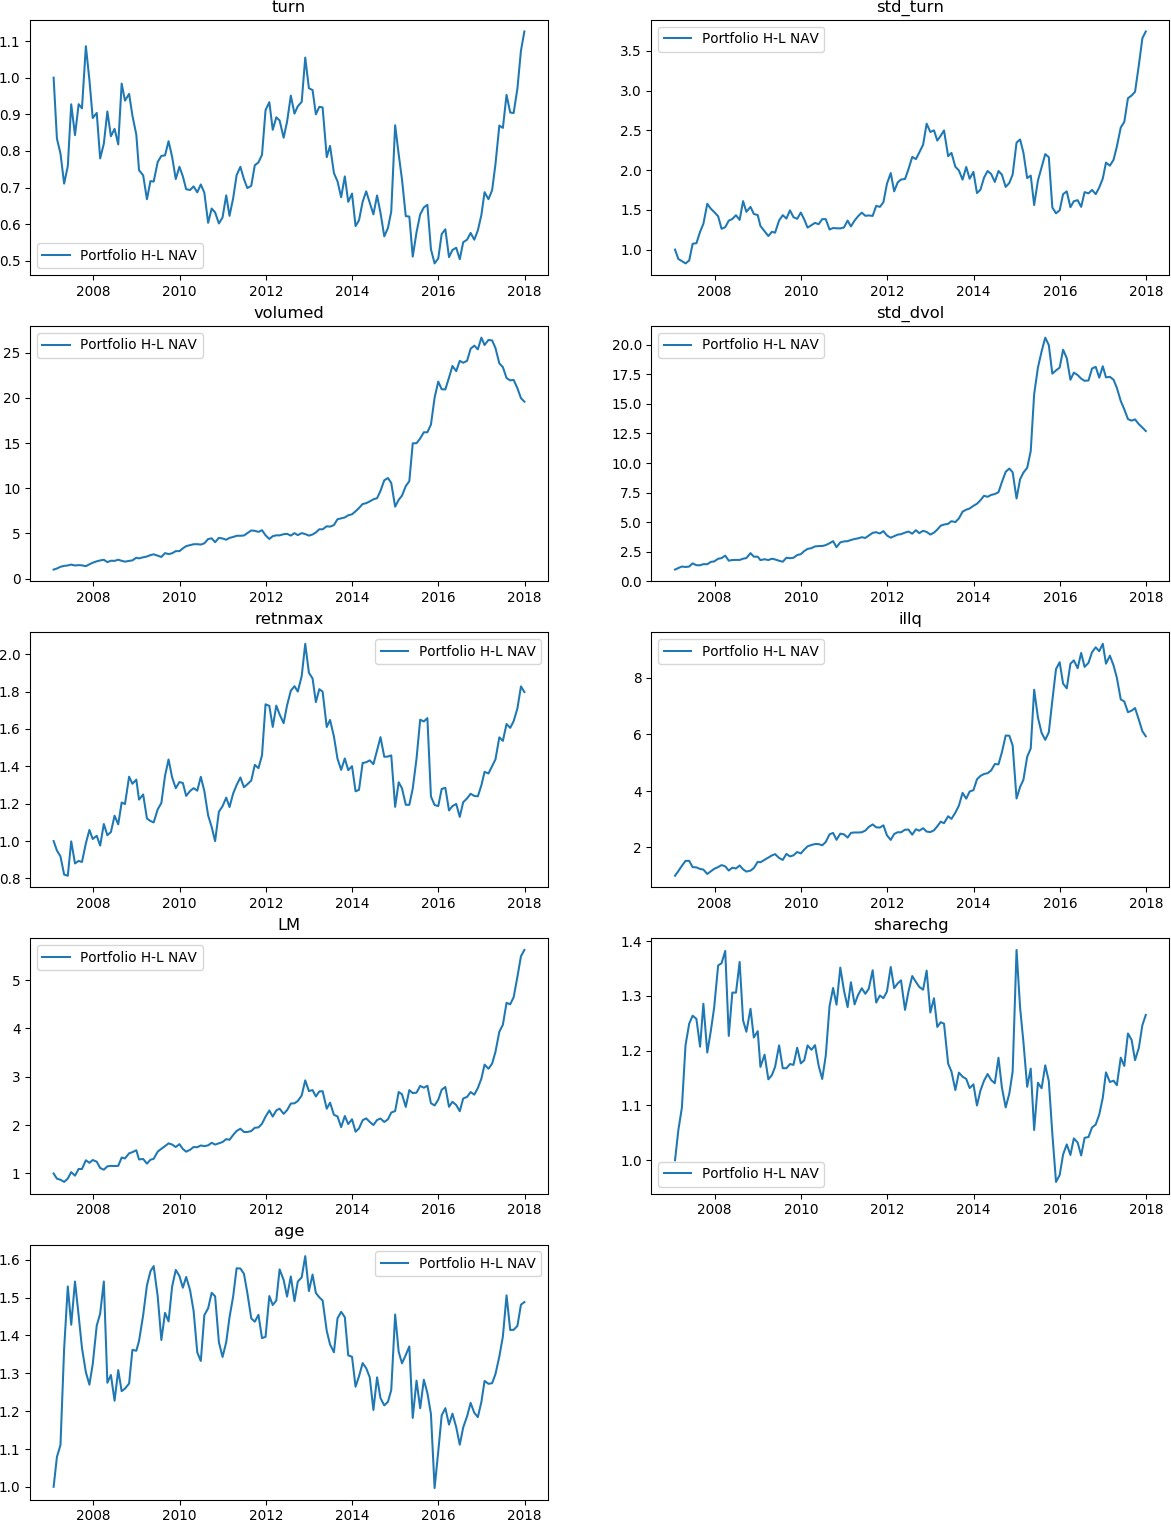 turn
1.1
1.0
0.9
0.8
0.7
0.6
0.5
Portfolio H-L NAV
2008 2010 2012 2014 2016 2018
std_turn
3.5
3.0
2.5
2.0
1.5
1.0
Portfolio H-L NAV
2008 2010 2012 2014 2016 2018
volumed
25
20
15
10
5
0
Portfolio H-L NAV
2008 2010 2012 2014 2016 2018
std_dvol
20.0
17.5
15.0
12.5
10.0
7.5
5.0
2.5
0.0
Portfolio H-L NAV
2008 2010 2012 2014 2016 2018
retnmax
2.0
1.8
1.6
1.4
1.2
1.0
0.8
Portfolio H-L NAV
2008 2010 2012 2014 2016 2018
illq
8
6
4
2
Portfolio H-L NAV
2008 2010 2012 2014 2016 2018
LM
5
4
3
2
1
Portfolio H-L NAV
2008 2010 2012 2014 2016 2018
sharechg
1.4
1.3
1.2
1.1
1.0
Portfolio H-L NAV
2008 2010 2012 2014 2016 2018
age
1.6
1.5
1.4
1.3
1.2
1.1
1.0
Portfolio H-L NAV
2008 2010 2012 2014 2016 2018